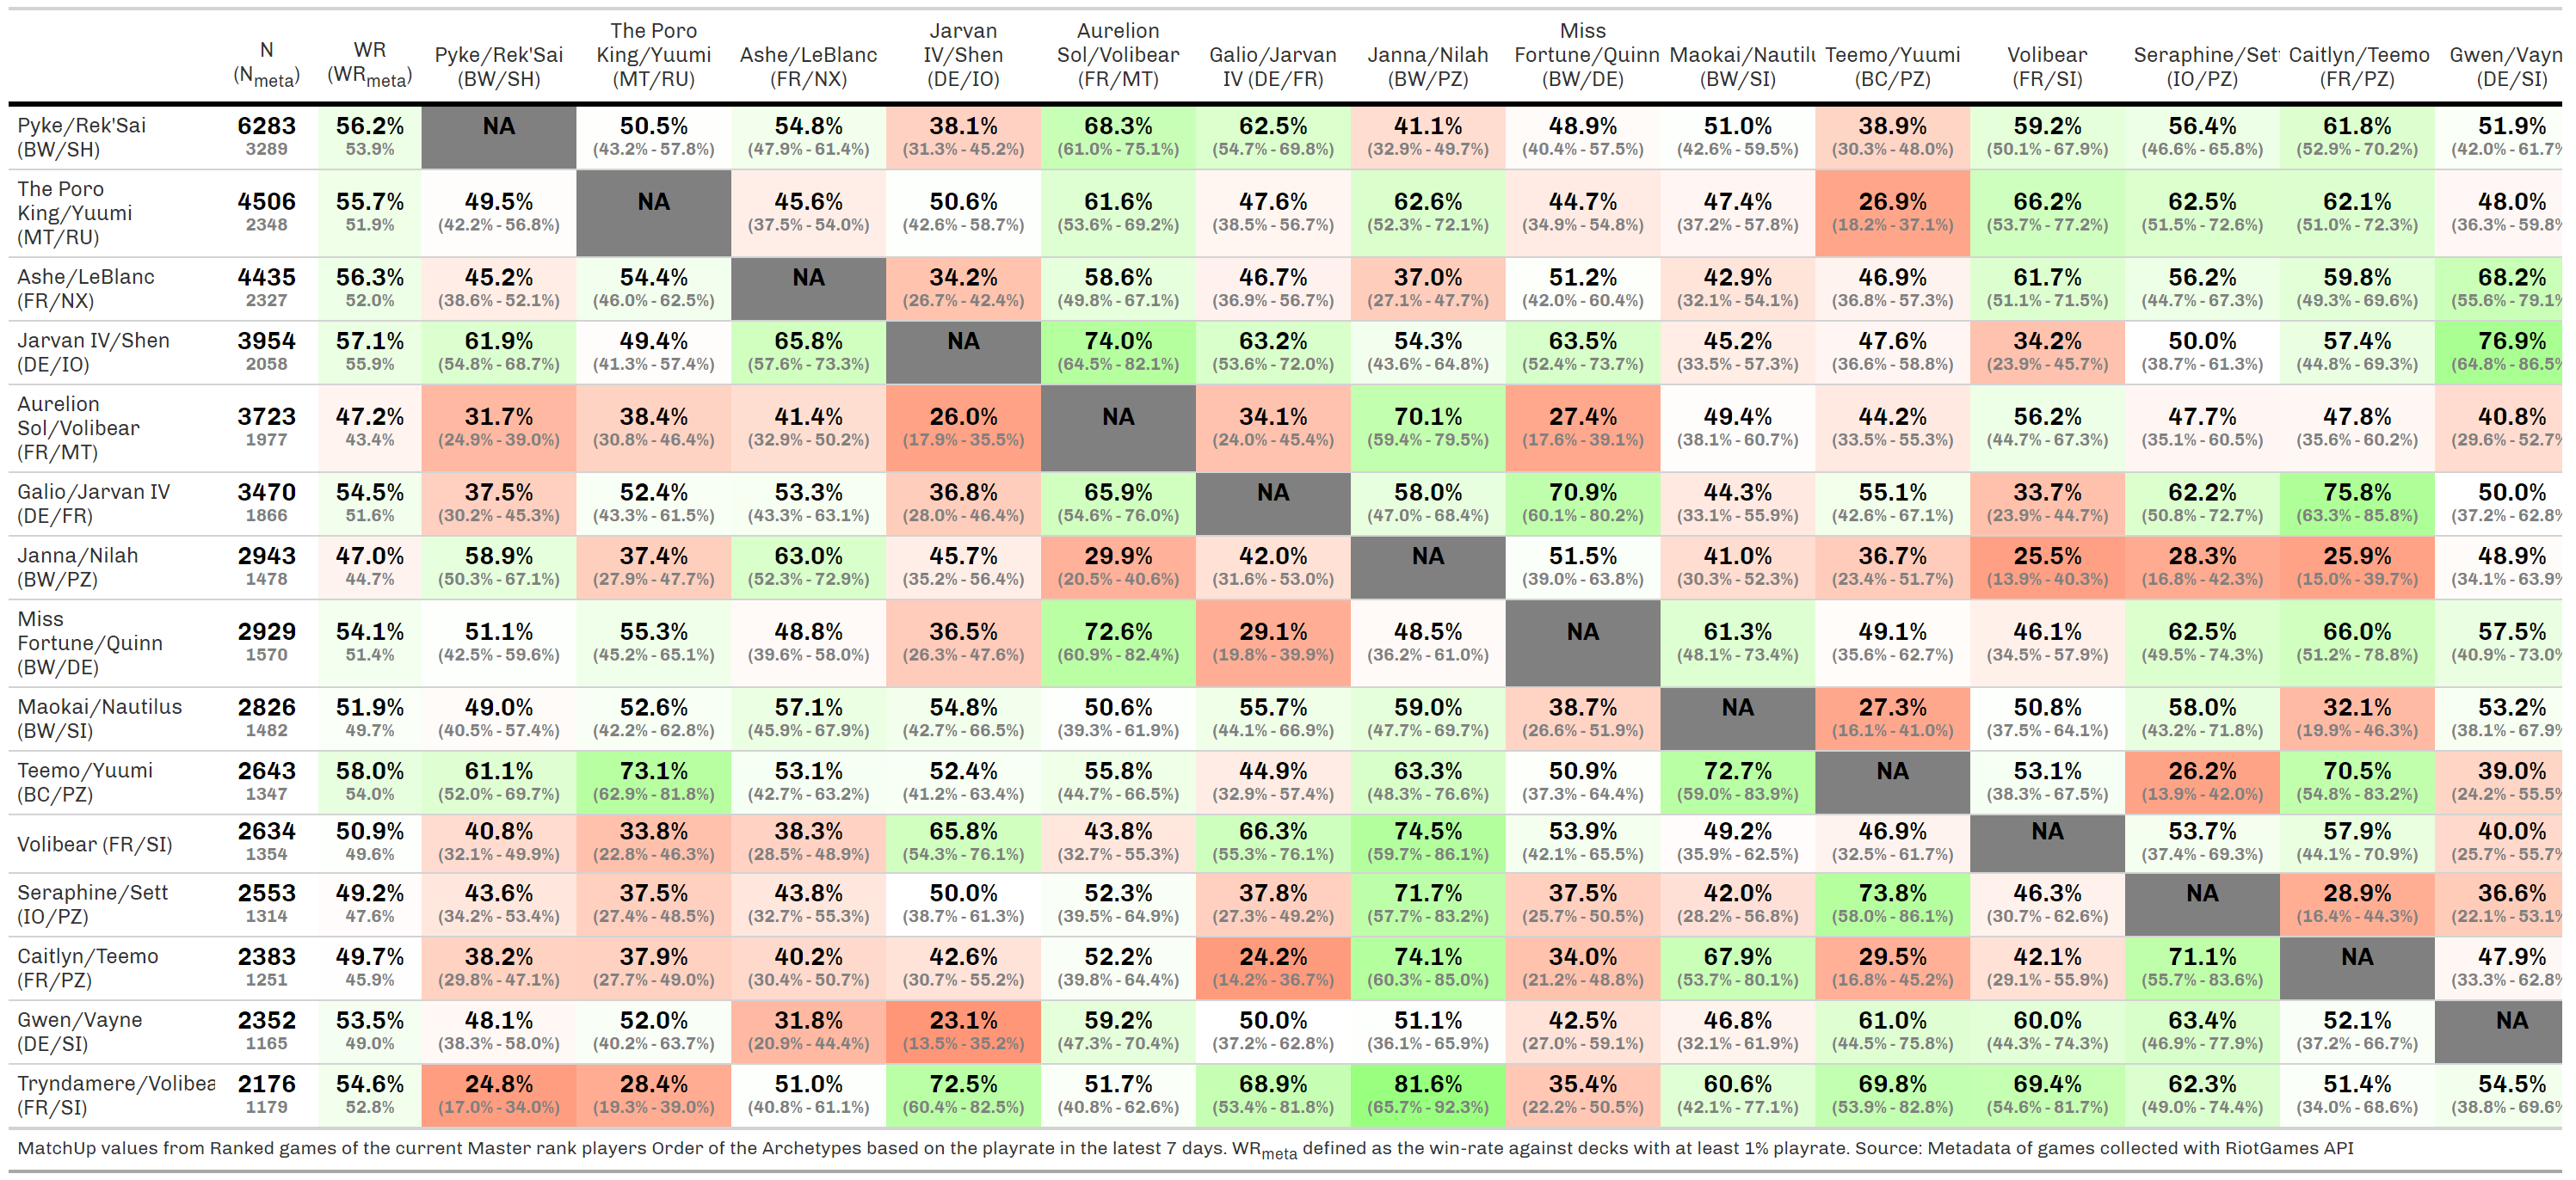 N WR Pyke/Rek'Sai The Poro King/Yuumi Ashe/LeBlanc Jarvan IV/Shen Aurelion Sol/Volibear Galio/Jarvan IV (DE/FR) Janna/Nilah Miss Fortune/Quinn Maokai/Nautilu Teemo/Yuumi Volibear Seraphine/Set Caitlyn/Teemo Gwen/Vayn
(Nmeta) (WRmeta) (BW/SH) (MT/RU) (FR/NX) (DE/IO) (FR/MT) (BW/PZ) (BW/DE) (BW/SI) (BC/PZ) (FR/SI) (IO/PZ) (FR/PZ) (DE/SI)
Pyke/Rek'Sai 6283 56.2% NA 50.5% 54.8% 38.1% 68.3% 62.5% 41.1% 48.9% 51.0% 38.9% 59.2% 56.4% 61.8% 51.9%
(BW/SH) 3289 53.9% (43.2% - 57.8%) (47.9% - 61.4%) (31.3% - 45.2%) (61.0% - 75.1%) (54.7% - 69.8%) (32.9% - 49.7%) (40.4% - 57.5%) (42.6% - 59.5%) (30.3% - 48.0%) (50.1% - 67.9%) (46.6% - 65.8%) (52.9% - 70.2%) (42.0% - 61.7%
The Poro
King/Yuumi 4506 55.7% 49.5% NA 45.6% 50.6% 61.6% 47.6% 62.6% 44.7% 47.4% 26.9% 66.2% 62.5% 62.1% 48.0%
(MT/RU) 2348 51.9% (42.2% - 56.8%) (37.5% - 54.0%) (42.6% - 58.7%) (53.6% - 69.2%) (38.5% - 56.7%) (52.3% - 72.1%) (34.9% - 54.8%) (37.2% - 57.8%) (18.2% - 37.1%) (53.7% - 77.2%) (51.5% - 72.6%) (51.0% - 72.3%) (36.3% - 59.8%
Ashe/LeBlanc 4435 56.3% 45.2% 54.4% NA 34.2% 58.6% 46.7% 37.0% 51.2% 42.9% 46.9% 61.7% 56.2% 59.8% 68.2%
(FR/NX) 2327 52.0% (38.6% - 52.1%) (46.0% - 62.5%) (26.7% - 42.4%) (49.8% - 67.1%) (36.9% - 56.7%) (27.1% - 47.7%) (42.0% - 60.4%) (32.1% - 54.1%) (36.8% - 57.3%) (51.1% - 71.5%) (44.7% - 67.3%) (49.3% - 69.6%) (55.6% - 79.1%
Jarvan IV/Shen 3954 57.1% 61.9% 49.4% 65.8% NA 74.0% 63.2% 54.3% 63.5% 45.2% 47.6% 34.2% 50.0% 57.4% 76.9%
(DE/IO) 2058 55.9% (54.8% - 68.7%) (41.3% - 57.4%) (57.6% - 73.3%) (64.5% - 82.1%) (53.6% - 72.0%) (43.6% - 64.8%) (52.4% - 73.7%) (33.5% - 57.3%) (36.6% - 58.8%) (23.9% - 45.7%) (38.7% - 61.3%) (44.8% - 69.3%) (64.8% - 86.5%
Aurelion
Sol/Volibear 3723 47.2% 31.7% 38.4% 41.4% 26.0% NA 34.1% 70.1% 27.4% 49.4% 44.2% 56.2% 47.7% 47.8% 40.8%
(FR/MT) 1977 43.4% (24.9% - 39.0%) (30.8% - 46.4%) (32.9% - 50.2%) (17.9% - 35.5%) (24.0% - 45.4%) (59.4% - 79.5%) (17.6% - 39.1%) (38.1% - 60.7%) (33.5% - 55.3%) (44.7% - 67.3%) (35.1% - 60.5%) (35.6% - 60.2%) (29.6% - 52.7%
Galio/Jarvan IV 3470 54.5% 37.5% 52.4% 53.3% 36.8% 65.9% NA 58.0% 70.9% 44.3% 55.1% 33.7% 62.2% 75.8% 50.0%
(DE/FR) 1866 51.6% (30.2% - 45.3%) (43.3% - 61.5%) (43.3% - 63.1%) (28.0% - 46.4%) (54.6% - 76.0%) (47.0% - 68.4%) (60.1% - 80.2%) (33.1% - 55.9%) (42.6% - 67.1%) (23.9% - 44.7%) (50.8% - 72.7%) (63.3% - 85.8%) (37.2% - 62.8%
Janna/Nilah 2943 47.0% 58.9% 37.4% 63.0% 45.7% 29.9% 42.0% NA 51.5% 41.0% 36.7% 25.5% 28.3% 25.9% 48.9%
(BW/PZ) 1478 44.7% (50.3% - 67.1%) (27.9% - 47.7%) (52.3% - 72.9%) (35.2% - 56.4%) (20.5% - 40.6%) (31.6% - 53.0%) (39.0% - 63.8%) (30.3% - 52.3%) (23.4% - 51.7%) (13.9% - 40.3%) (16.8% - 42.3%) (15.0% - 39.7%) (34.1% - 63.9%
Miss
Fortune/Quinn 2929 54.1% 51.1% 55.3% 48.8% 36.5% 72.6% 29.1% 48.5% NA 61.3% 49.1% 46.1% 62.5% 66.0% 57.5%
(BW/DE) 1570 51.4% (42.5% - 59.6%) (45.2% - 65.1%) (39.6% - 58.0%) (26.3% - 47.6%) (60.9% - 82.4%) (19.8% - 39.9%) (36.2% - 61.0%) (48.1% - 73.4%) (35.6% - 62.7%) (34.5% - 57.9%) (49.5% - 74.3%) (51.2% - 78.8%) (40.9% - 73.0%
Maokai/Nautilus 2826 51.9% 49.0% 52.6% 57.1% 54.8% 50.6% 55.7% 59.0% 38.7% NA 27.3% 50.8% 58.0% 32.1% 53.2%
(BW/SI) 1482 49.7% (40.5% - 57.4%) (42.2% - 62.8%) (45.9% - 67.9%) (42.7% - 66.5%) (39.3% - 61.9%) (44.1% - 66.9%) (47.7% - 69.7%) (26.6% - 51.9%) (16.1% - 41.0%) (37.5% - 64.1%) (43.2% - 71.8%) (19.9% - 46.3%) (38.1% - 67.9%
Teemo/Yuumi 2643 58.0% 61.1% 73.1% 53.1% 52.4% 55.8% 44.9% 63.3% 50.9% 72.7% NA 53.1% 26.2% 70.5% 39.0%
(BC/PZ) 1347 54.0% (52.0% - 69.7%) (62.9% - 81.8%) (42.7% - 63.2%) (41.2% - 63.4%) (44.7% - 66.5%) (32.9% - 57.4%) (48.3% - 76.6%) (37.3% - 64.4%) (59.0% - 83.9%) (38.3% - 67.5%) (13.9% - 42.0%) (54.8% - 83.2%) (24.2% - 55.5%
Volibear (FR/SI) 2634 50.9% 40.8% 33.8% 38.3% 65.8% 43.8% 66.3% 74.5% 53.9% 49.2% 46.9% NA 53.7% 57.9% 40.0%
1354 49.6% (32.1% - 49.9%) (22.8% - 46.3%) (28.5% - 48.9%) (54.3% - 76.1%) (32.7% - 55.3%) (55.3% - 76.1%) (59.7% - 86.1%) (42.1% - 65.5%) (35.9% - 62.5%) (32.5% - 61.7%) (37.4% - 69.3%) (44.1% - 70.9%) (25.7% - 55.7%
Seraphine/Sett 2553 49.2% 43.6% 37.5% 43.8% 50.0% 52.3% 37.8% 71.7% 37.5% 42.0% 73.8% 46.3% NA 28.9% 36.6%
(IO/PZ) 1314 47.6% (34.2% - 53.4%) (27.4% - 48.5%) (32.7% - 55.3%) (38.7% - 61.3%) (39.5% - 64.9%) (27.3% - 49.2%) (57.7% - 83.2%) (25.7% - 50.5%) (28.2% - 56.8%) (58.0% - 86.1%) (30.7% - 62.6%) (16.4% - 44.3%) (22.1% - 53.1%
Caitlyn/Teemo 2383 49.7% 38.2% 37.9% 40.2% 42.6% 52.2% 24.2% 74.1% 34.0% 67.9% 29.5% 42.1% 71.1% NA 47.9%
(FR/PZ) 1251 45.9% (29.8% - 47.1%) (27.7% - 49.0%) (30.4% - 50.7%) (30.7% - 55.2%) (39.8% - 64.4%) (14.2% - 36.7%) (60.3% - 85.0%) (21.2% - 48.8%) (53.7% - 80.1%) (16.8% - 45.2%) (29.1% - 55.9%) (55.7% - 83.6%) (33.3% - 62.8%
Gwen/Vayne 2352 53.5% 48.1% 52.0% 31.8% 23.1% 59.2% 50.0% 51.1% 42.5% 46.8% 61.0% 60.0% 63.4% 52.1% NA
(DE/SI) 1165 49.0% (38.3% - 58.0%) (40.2% - 63.7%) (20.9% - 44.4%) (13.5% - 35.2%) (47.3% - 70.4%) (37.2% - 62.8%) (36.1% - 65.9%) (27.0% - 59.1%) (32.1% - 61.9%) (44.5% - 75.8%) (44.3% - 74.3%) (46.9% - 77.9%) (37.2% - 66.7%)
Tryndamere/Volibea 2176 54.6% 24.8% 28.4% 51.0% 72.5% 51.7% 68.9% 81.6% 35.4% 60.6% 69.8% 69.4% 62.3% 51.4% 54.5%
(FR/SI) 1179 52.8% (17.0% - 34.0%) (19.3% - 39.0%) (40.8% - 61.1%) (60.4% - 82.5%) (40.8% - 62.6%) (53.4% - 81.8%) (65.7% - 92.3%) (22.2% - 50.5%) (42.1% - 77.1%) (53.9% - 82.8%) (54.6% - 81.7%) (49.0% - 74.4%) (34.0% - 68.6%) (38.8% - 69.6%
MatchUp values from Ranked games of the current Master rank players Order of the Archetypes based on the playrate in the latest 7 days. WRmeta defined as the win-rate against decks with at least 1% playrate. Source: Metadata of games collected with RiotGames API